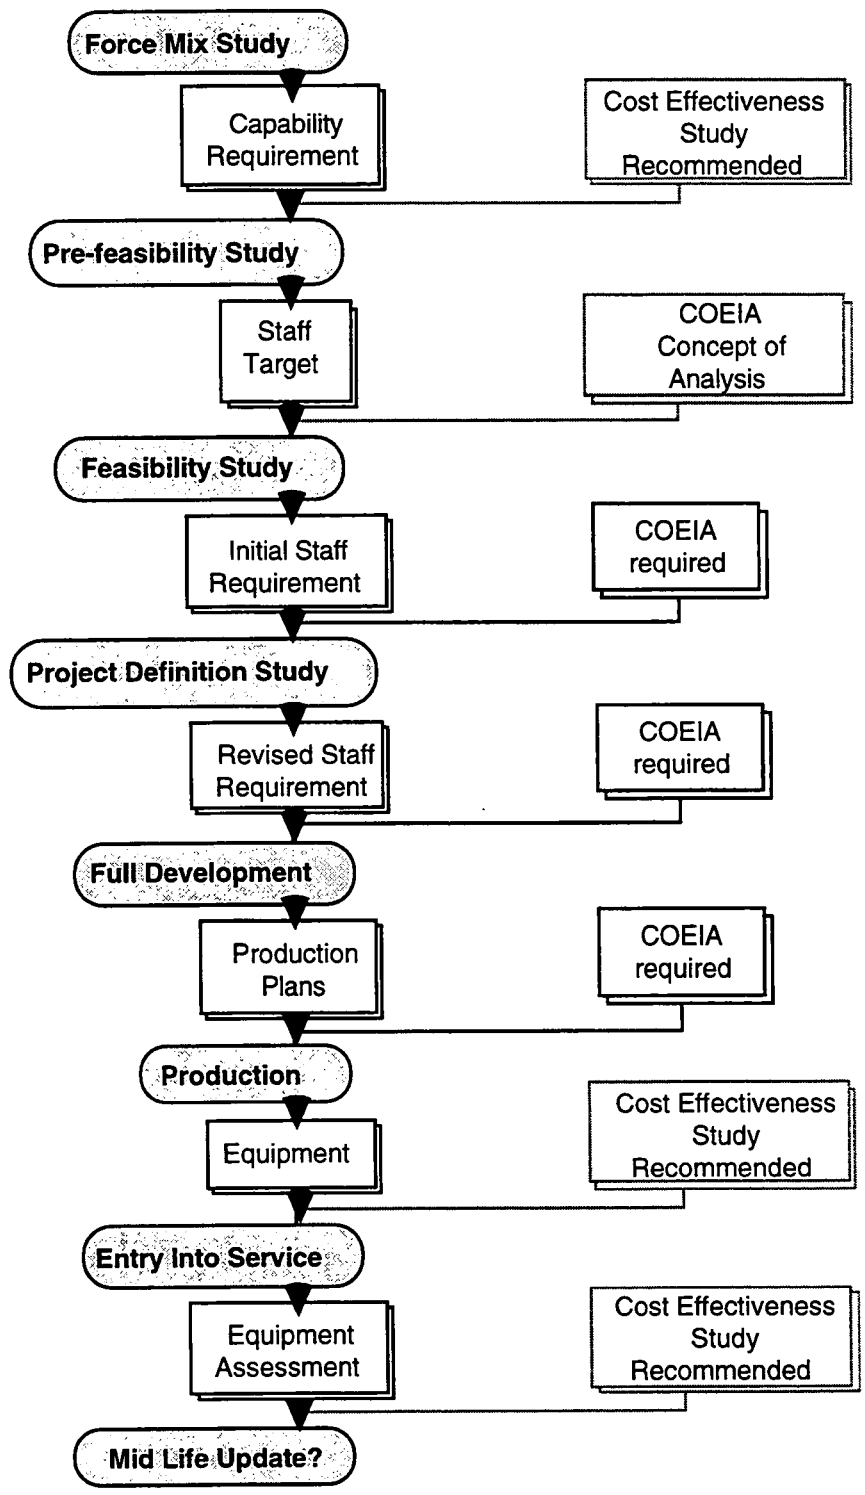 Force Mix Study
Capability
Requirement
Cost Effectiveness
Study
Recommended
Pre-feasibility Study
Staff
Target
COEIA
Concept of
Analysis
Feasibility Study
Initial Staff
Requirement
COEIA
required
Project Definition Study
Revised Staff
Requirement
COEIA
required
Full Development
Production
Plans
COEIA
required
Production
Equipment
Cost Effectiveness
Study
Recommended
Entry Into Service
Equipment
Assessment
Cost Effectiveness
Study
Recommended
Mid Life Update?